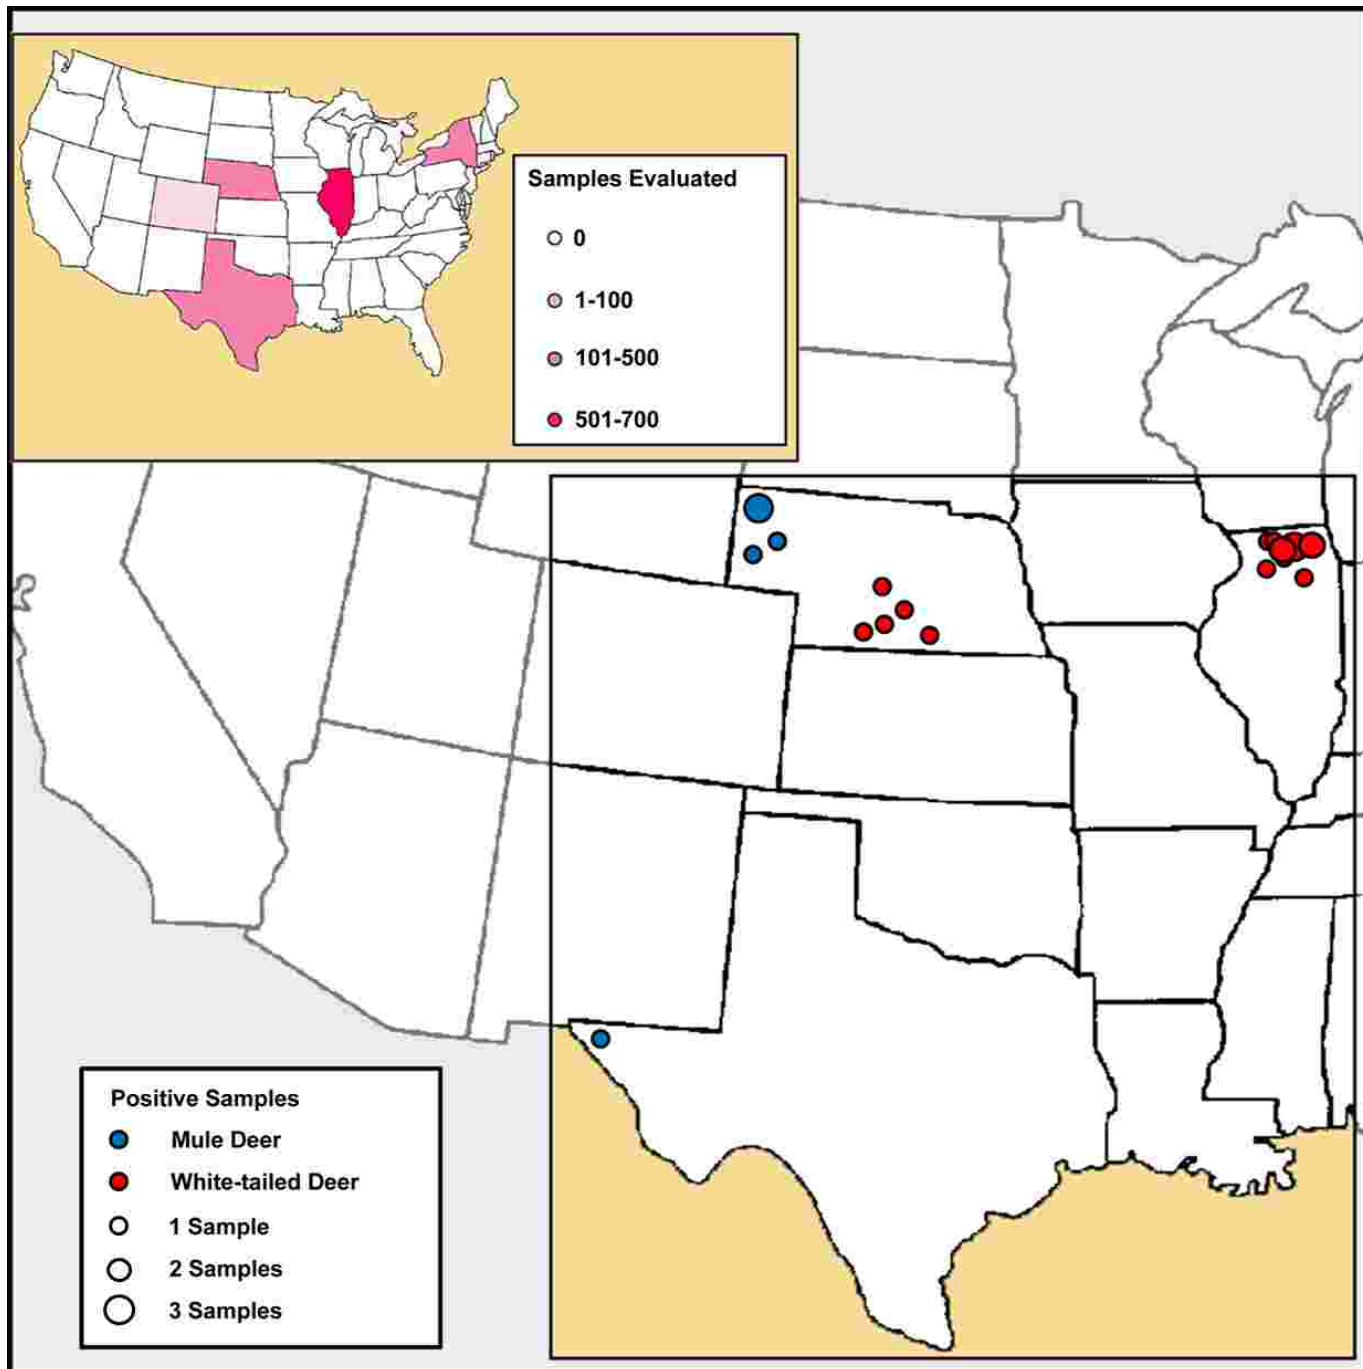 Samples Evaluated
0
1-100
101-500
501-700
Positive Samples
Mule Deer
White-tailed Deer
1 Sample
2 Samples
3 Samples